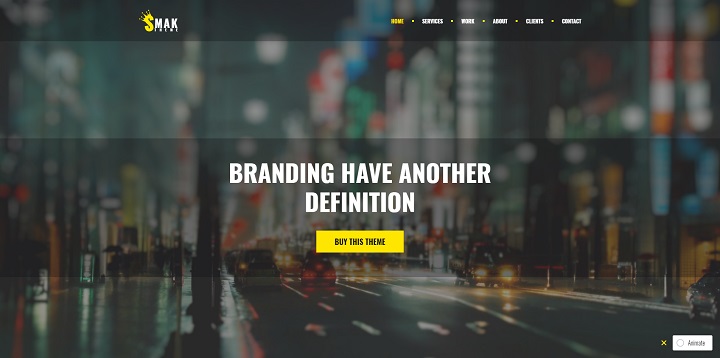 SMAK
THEME
HOME
SERVICES
WORK
ABOUT
CLIENTS
CONTACT
BRANDING HAVE ANOTHER
DEFINITION
BUY THIS THEME
Animate